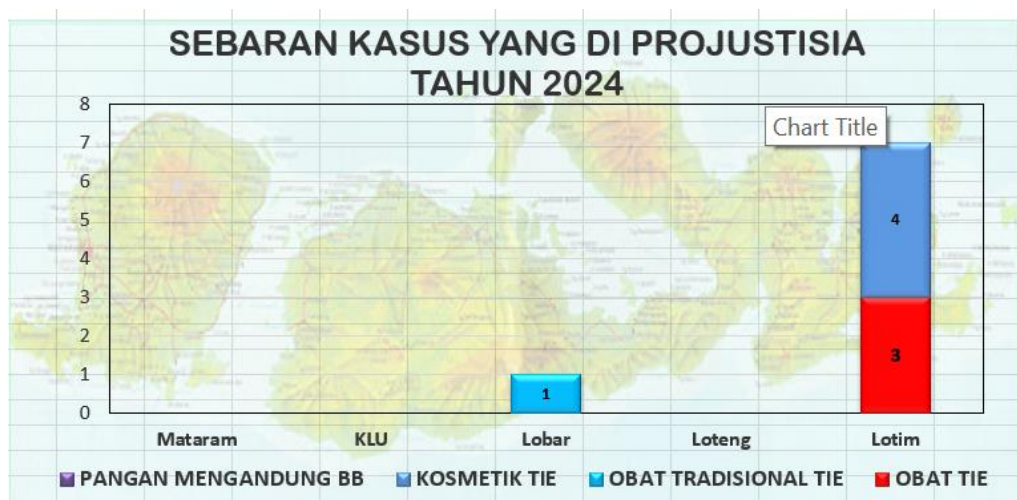 SEBARAN KASUS YANG DI PROJUSTISIA
TAHUN 2024
8
Chart Title
7
6
5
4
4
3
3
2
1
1
0
Mataram KLU Lobar Loteng Lotim
PANGAN MENGANDUNG BB KOSMETIK TIE OBAT TRADISIONAL TIE OBAT TIE